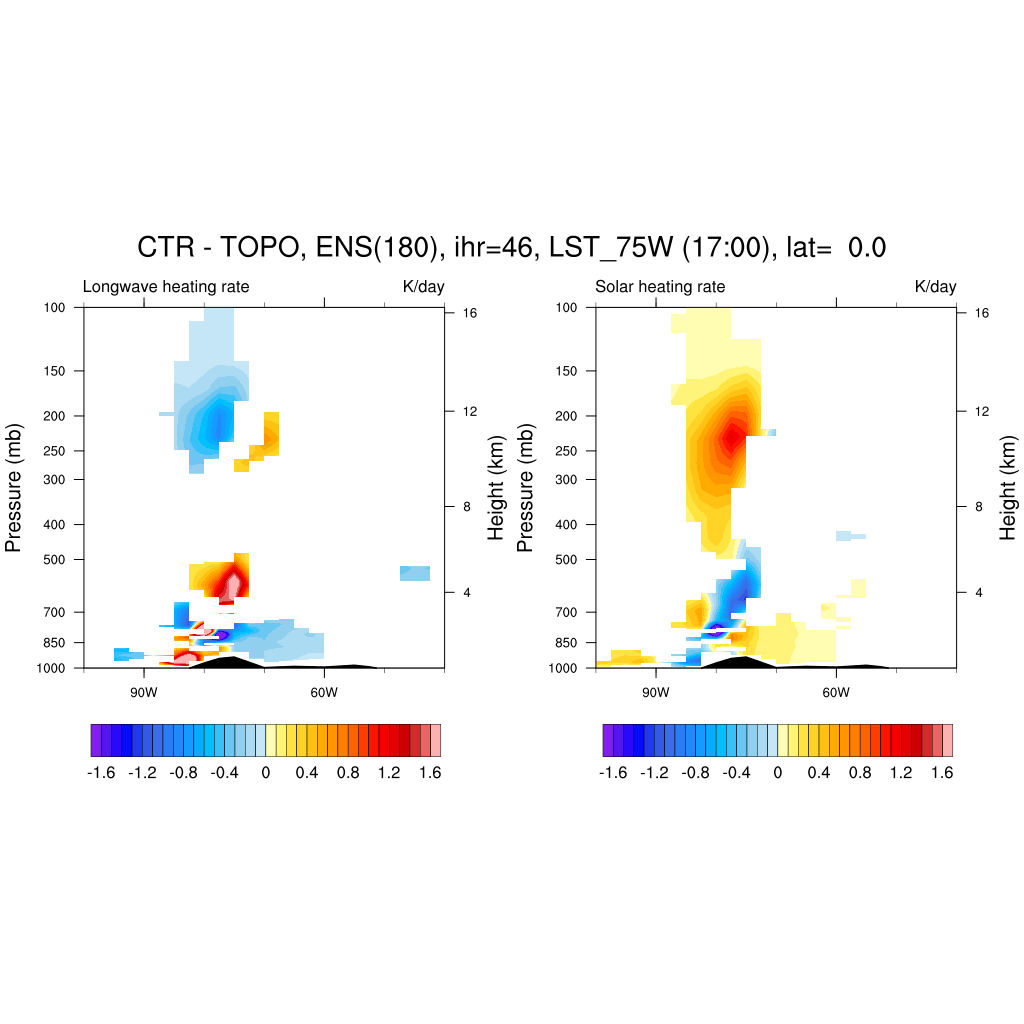 CTR - TOPO, ENS(180), ihr=46, LST_75W (17:00), lat=  0.0
Longwave heating rate K/day
Solar heating rate K/day
100
150
200
250
300
400
500
700
850
1000
Pressure (mb)
16
12
8
4
Height (km)
90W 60W
100
150
200
250
300
400
500
700
850
1000
Pressure (mb)
16
12
8
4
Height (km)
90W 60W
-1.6 -1.2 -0.8 -0.4 0 0.4 0.8 1.2 1.6
-1.6 -1.2 -0.8 -0.4 0 0.4 0.8 1.2 1.6